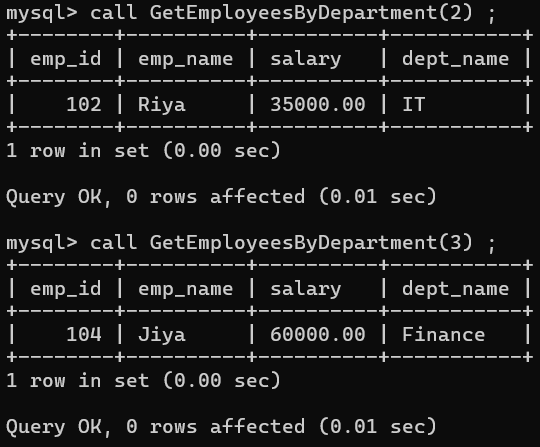 mysql> call GetEmployeesByDepartment(2) ;
+--------+----------+----------+-----------+
| emp_id | emp_name | salary   | dept_name |
+--------+----------+----------+-----------+
|    102 | Riya     | 35000.00 | IT        |
+--------+----------+----------+-----------+
1 row in set (0.00 sec)

Query OK, 0 rows affected (0.01 sec)

mysql> call GetEmployeesByDepartment(3) ;
+--------+----------+----------+-----------+
| emp_id | emp_name | salary   | dept_name |
+--------+----------+----------+-----------+
|    104 | Jiya     | 60000.00 | Finance   |
+--------+----------+----------+-----------+
1 row in set (0.00 sec)

Query OK, 0 rows affected (0.01 sec)